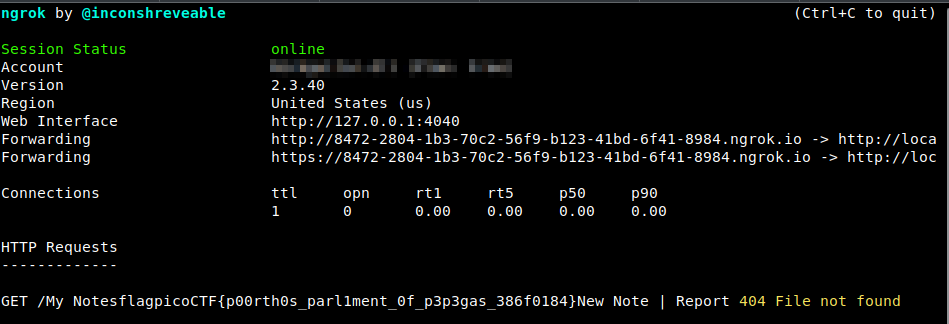 ngrok by @inconshreveable (Ctrl+C to quit)
Session Status online
Account
Version 2.3.40
Region United States (us)
Web Interface http://127.0.0.1:4040
Forwarding http://8472-2804-1b3-70c2-56f9-b123-41bd-6f41-8984.ngrok.io -> http://loca
Forwarding https://8472-2804-1b3-70c2-56f9-b123-41bd-6f41-8984.ngrok.io -> http://loc
Connections ttl opn rt1 rt5 p50 p90
1 0 0.00 0.00 0.00 0.00
HTTP Requests
-------------
GET /My NotesflagpicoCTF{p00rth0s_parl1ment_0f_p3p3gas_386f0184}New Note | Report 404 File not found